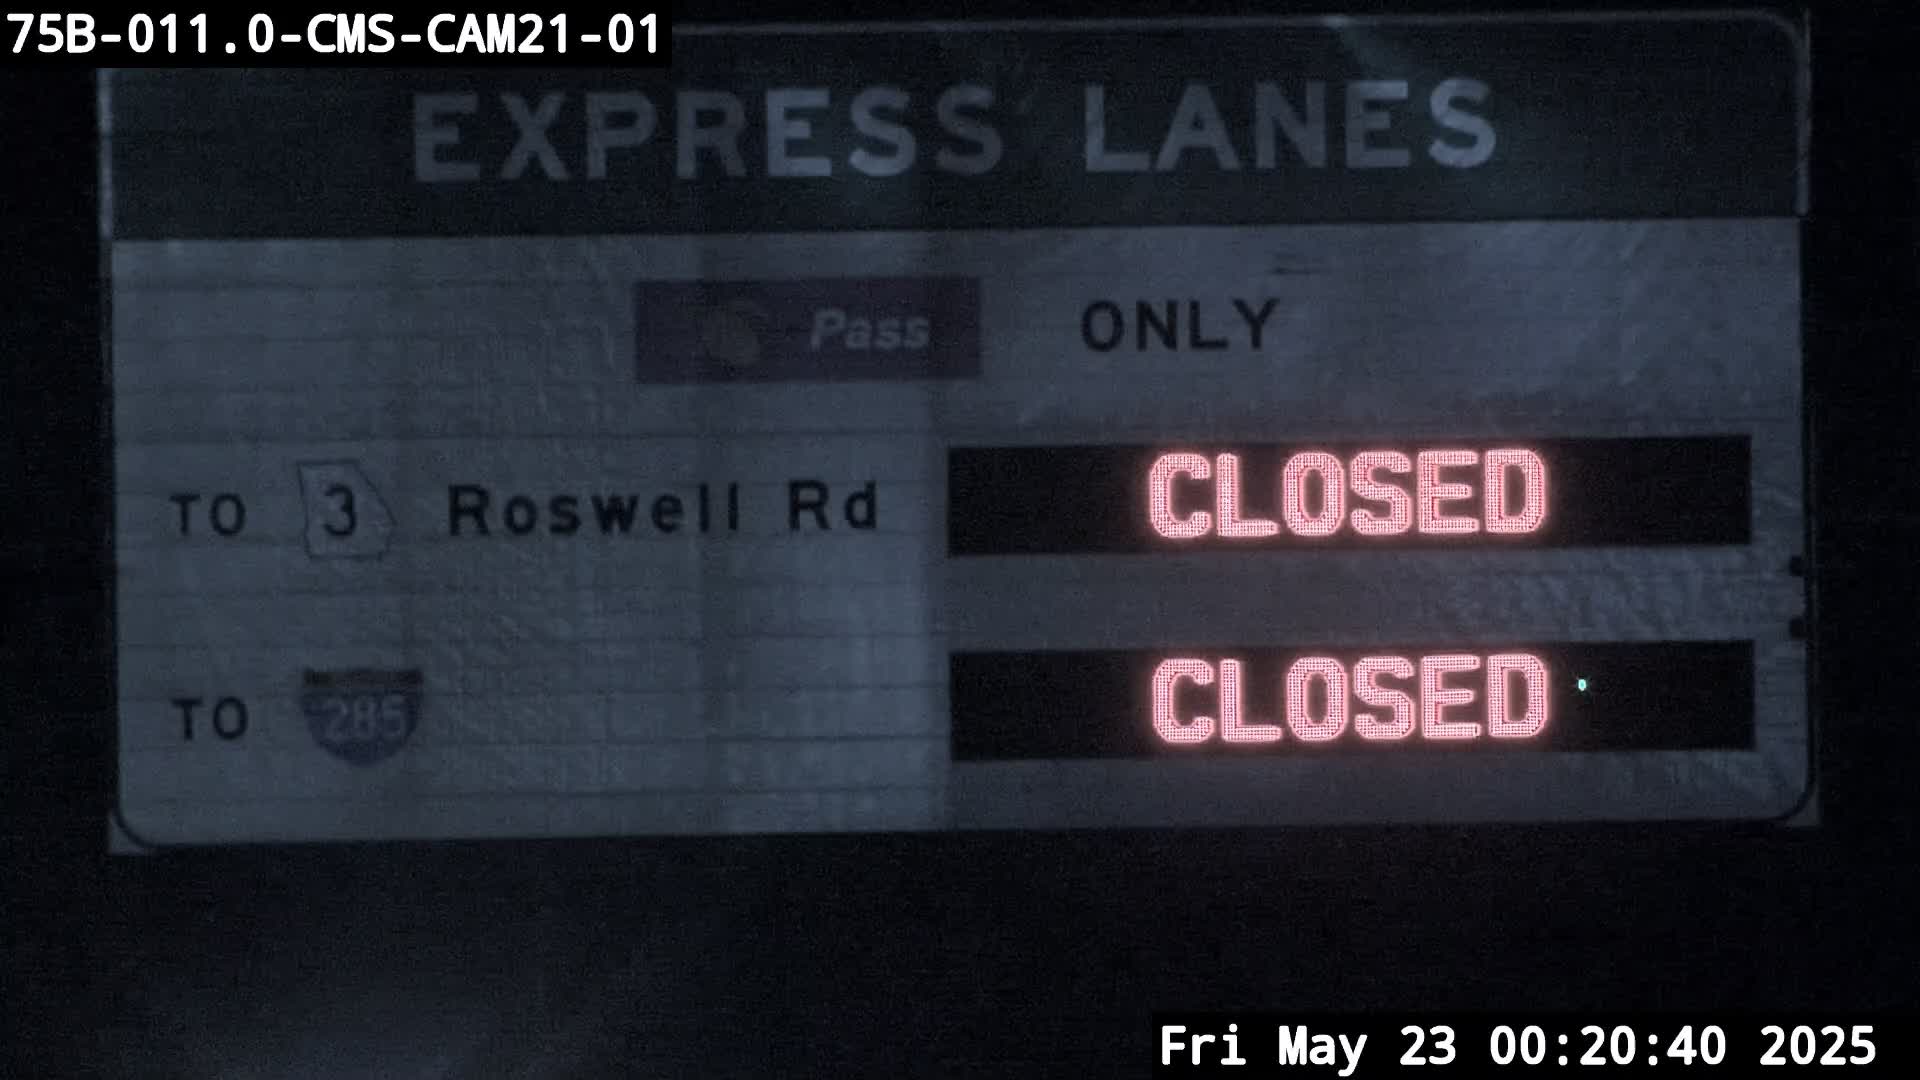 75B-011.0-CMS-CAM21-01
EXPRESS LANES
Pass ONLY
TO 3 Roswell Rd CLOSED
TO 285 CLOSED
Fri May 23 00:20:40 2025